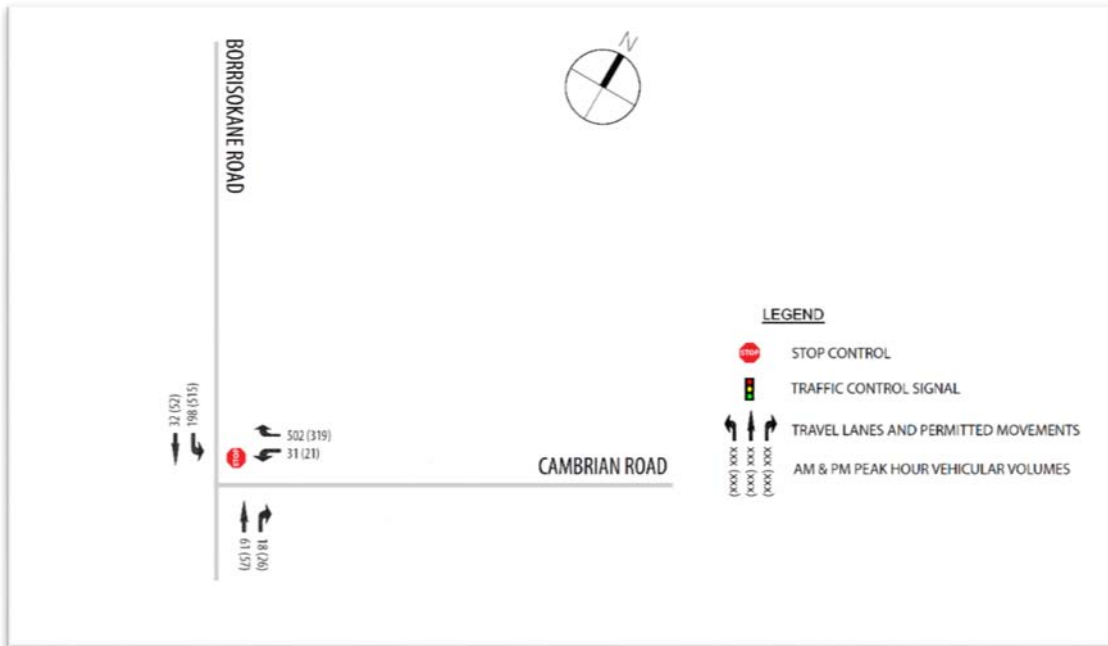 N
BORRISOKANE ROAD
32 (52)
198 (515)
502 (319)
31 (21)
STOP
CAMBRIAN ROAD
61 (57)
18 (26)
LEGEND
STOP
STOP CONTROL
TRAFFIC CONTROL SIGNAL
TRAVEL LANES AND PERMITTED MOVEMENTS
(xxx) xxx
(xxx) xxx
(xxx) xxx
AM & PM PEAK HOUR VEHICULAR VOLUMES